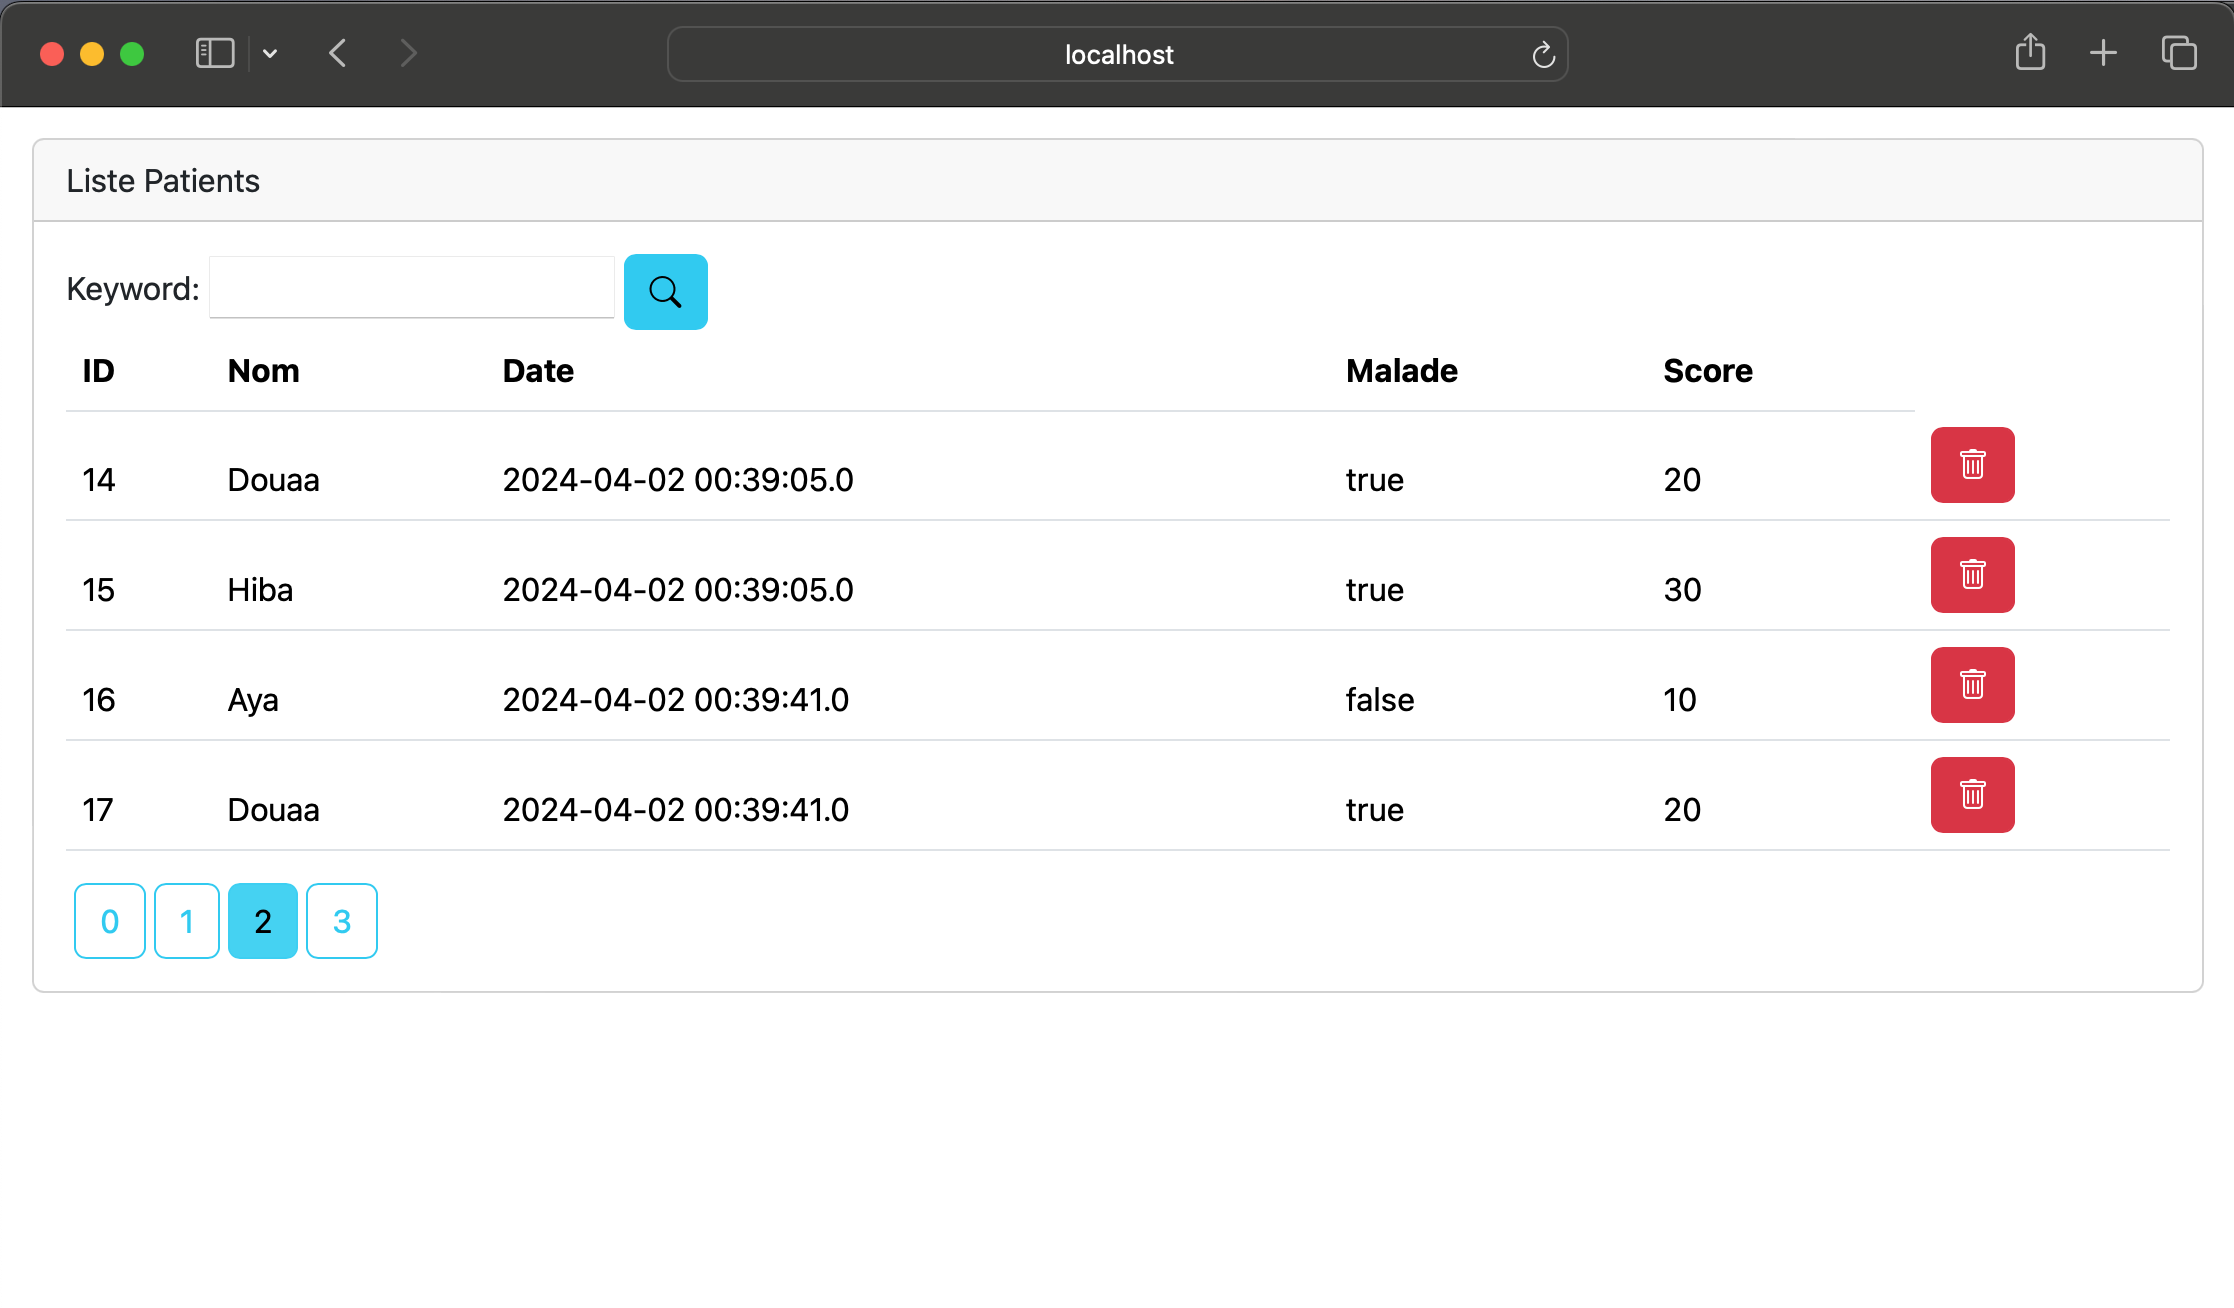 localhost
Liste Patients
Keyword:
ID Nom Date Malade Score
14 Douaa 2024-04-02 00:39:05.0 true 20
15 Hiba 2024-04-02 00:39:05.0 true 30
16 Aya 2024-04-02 00:39:41.0 false 10
17 Douaa 2024-04-02 00:39:41.0 true 20
0 1 2 3